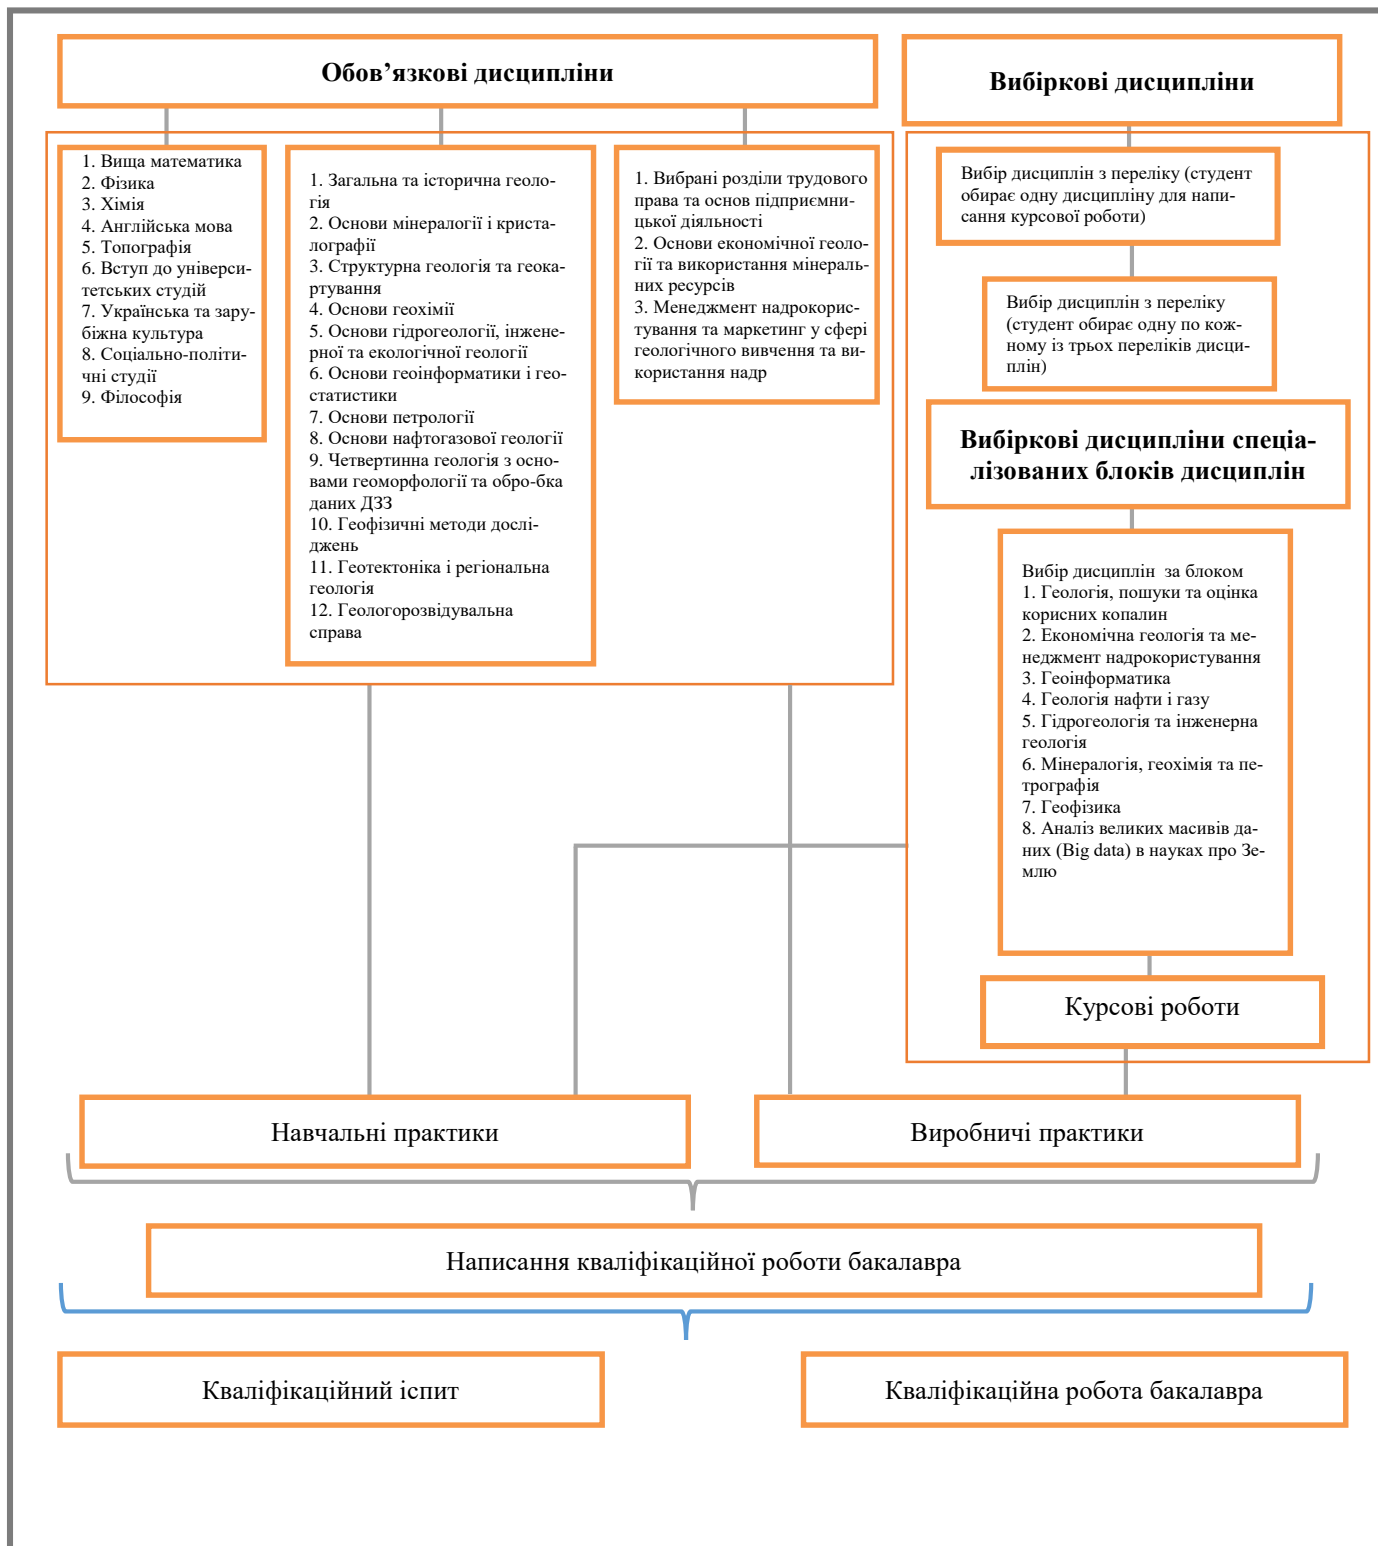 Обов’язкові дисципліни
1. Вища математика
2. Фізика
3. Хімія
4. Англійська мова
5. Топографія
6. Вступ до універси-
тетських студій
7. Українська та зару-
біжна культура
8. Соціально-політи-
чні студії
9. Філософія
1. Загальна та історична геоло-
гія
2. Основи мінералогії і криста-
лографії
3. Структурна геологія та геока-
ртування
4. Основи геохімії
5. Основи гідрогеології, інжене-
рної та екологічної геології
6. Основи геоінформатики і гео-
статистики
7. Основи петрології
8. Основи нафтогазової геології
9. Четвертинна геологія з осно-
вами геоморфології та обро-бка
даних ДЗЗ
10. Геофізичні методи дослі-
джень
11. Геотектоніка і регіональна
геологія
12. Геологорозвідувальна
справа
1. Вибрані розділи трудового
права та основ підприємни-
цької діяльності
2. Основи економічної геоло-
гії та використання мінераль-
них ресурсів
3. Менеджмент надрокори-
стування та маркетинг у сфері
геологічного вивчення та ви-
користання надр
Вибіркові дисципліни
Вибір дисциплін з переліку (студент
обирає одну дисципліну для напи-
сання курсової роботи)
Вибір дисциплін з переліку
(студент обирає одну по кож-
ному із трьох переліків дисци-
плін)
Вибіркові дисципліни спеціа-
лізованих блоків дисциплін
Вибір дисциплін за блоком
1. Геологія, пошуки та оцінка
корисних копалин
2. Економічна геологія та ме-
неджмент надрокористування
3. Геоінформатика
4. Геологія нафти і газу
5. Гідрогеологія та інженерна
геологія
6. Мінералогія, геохімія та пе-
трографія
7. Геофізика
8. Аналіз великих масивів да-
них (Big data) в науках про Зе-
млю
Курсові роботи
Навчальні практики
Виробничі практики
Написання кваліфікаційної роботи бакалавра
Кваліфікаційний іспит
Кваліфікаційна робота бакалавра